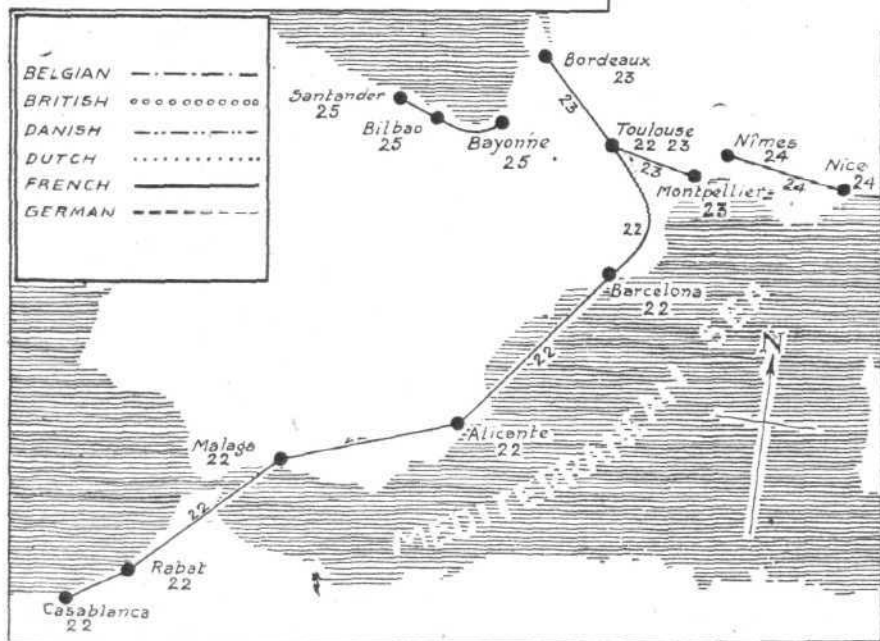 BELGIAN
BRITISH
DANISH
DUTCH
FRENCH
GERMAN
Bordeaux
23
23
Santander
25
Bilbao
25
Bayonne
25
Toulouse
22 23
23
Montpellier
23
Nîmes
24
24
Nice
24
22
Barcelona
22
22
MEDITERRANEAN SEA
N
Alicante
22
Malaga
22
22
Rabat
22
Casablanca
22